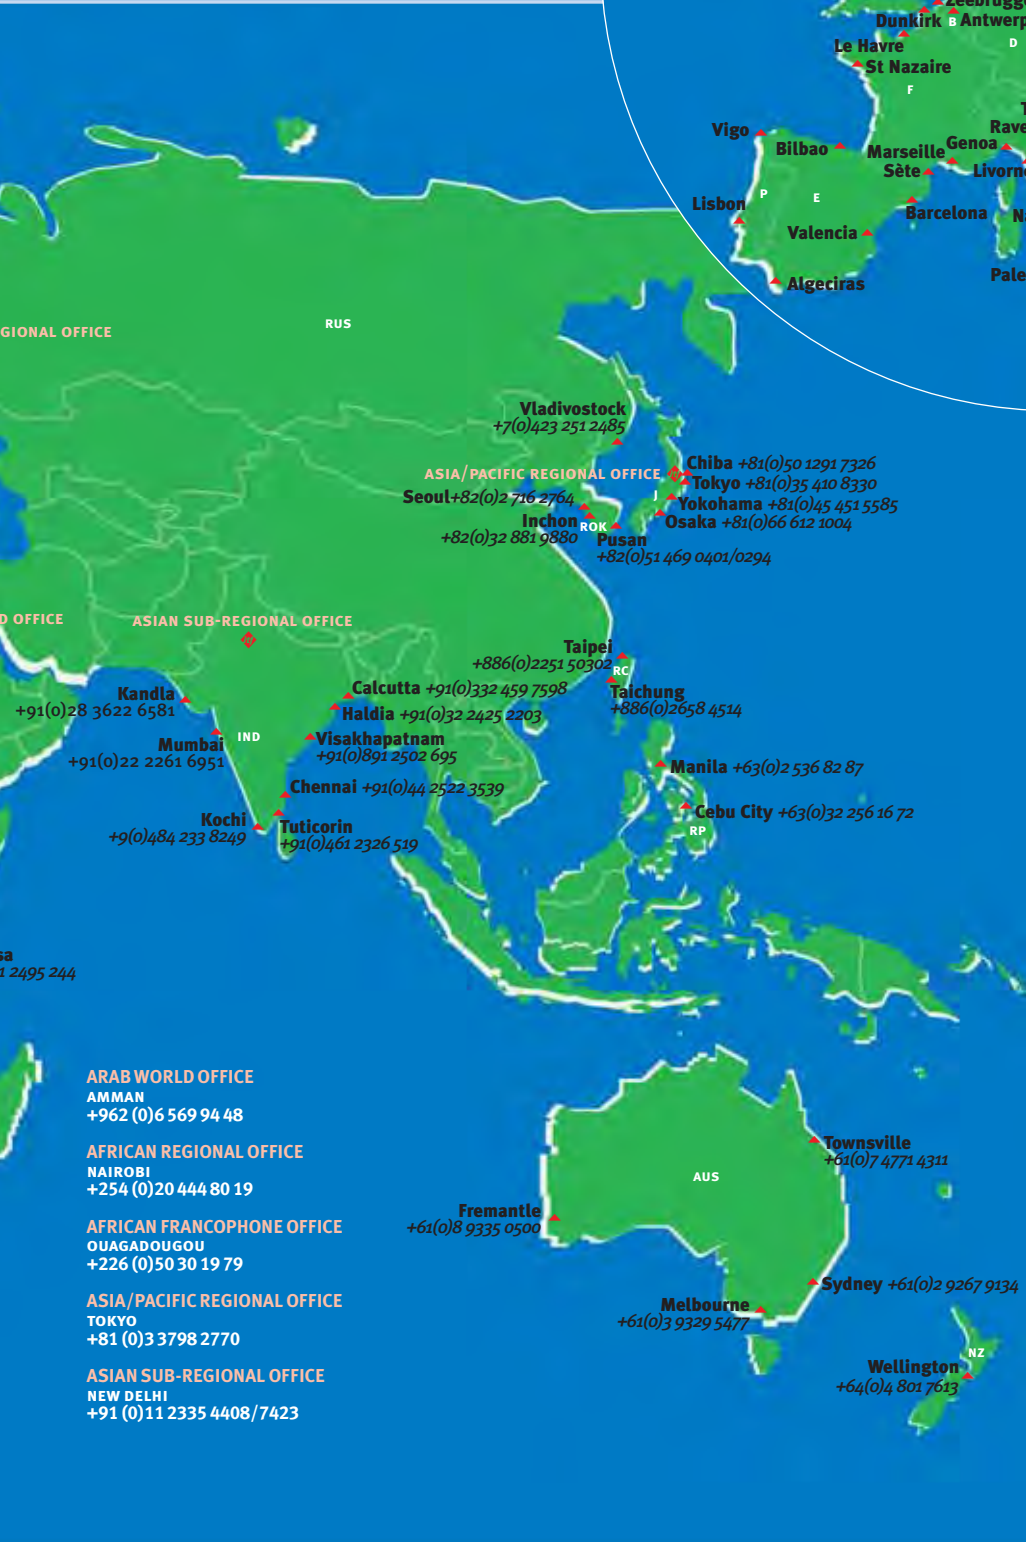 Dunkirk
B
Antwerp
D
Le Havre
St Nazaire
F
Vigo
Bilbao
Marseille
Genoa
Sète
P
E
Lisbon
Barcelona
Valencia
Algeciras
RUS
GIONAL OFFICE
Vladivostock
+7(0)423 251 2485
ASIA/PACIFIC REGIONAL OFFICE
Chiba +81(0)50 1291 7326
Tokyo +81(0)35 410 8330
J
Yokohama +81(0)45 451 5585
Osaka +81(0)66 612 1004
Seoul+82(0)2 716 2764
Inchon
+82(0)32 881 9880
ROK
Pusan
+82(0)51 469 0401/0294
D OFFICE
ASIAN SUB-REGIONAL OFFICE
Taipei
+886(0)2251 50302
RC
Taichung
+886(0)2658 4514
Kandla
+91(0)28 3622 6581
Calcutta +91(0)332 459 7598
Haldia +91(0)32 2425 2203
IND
Mumbai
+91(0)22 2261 6951
Visakhapatnam
+91(0)891 2502 695
Chennai +91(0)44 2522 3539
Kochi
+9(0)484 233 8249
Tuticorin
+91(0)461 2326 519
Manila +63(0)2 536 82 87
Cebu City +63(0)32 256 16 72
RP
sa
1 2495 244
ARAB WORLD OFFICE
AMMAN
+962 (0)6 569 94 48
AFRICAN REGIONAL OFFICE
NAIROBI
+254 (0)20 444 80 19
AFRICAN FRANCOPHONE OFFICE
OUAGADOUGOU
+226 (0)50 30 19 79
ASIA/PACIFIC REGIONAL OFFICE
TOKYO
+81 (0)3 3798 2770
ASIAN SUB-REGIONAL OFFICE
NEW DELHI
+91 (0)11 2335 4408/7423
Townsville
+61(0)7 4771 4311
AUS
Fremantle
+61(0)8 9335 0500
Sydney +61(0)2 9267 9134
Melbourne
+61(0)3 9329 5477
NZ
Wellington
+64(0)4 801 7613